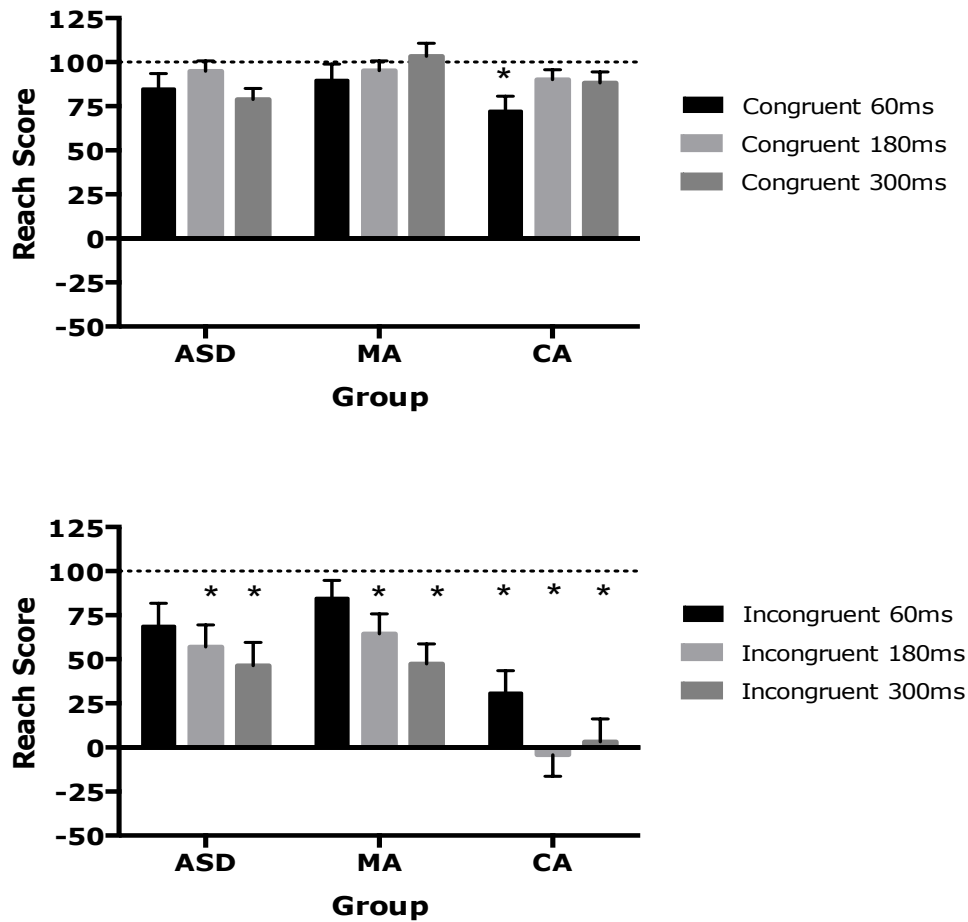 125
100
75
50
25
0
-25
-50
Reach Score
*
ASD MA CA
Group
Congruent 60ms
Congruent 180ms
Congruent 300ms
125
100
75
50
25
0
-25
-50
Reach Score
* * * * * * *
ASD MA CA
Group
Incongruent 60ms
Incongruent 180ms
Incongruent 300ms